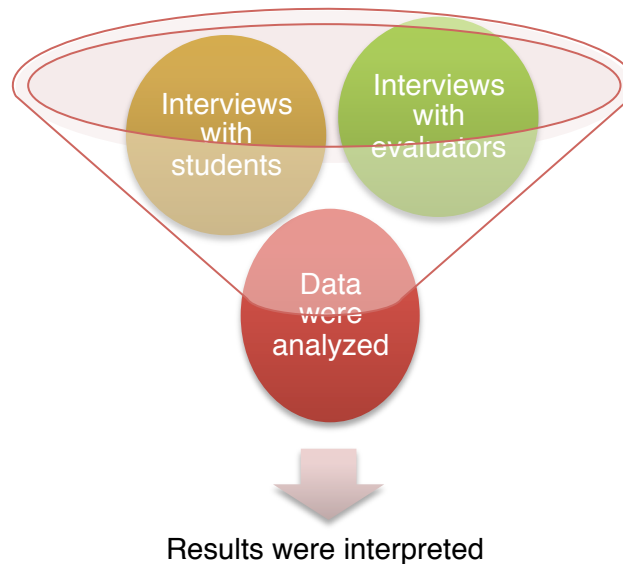 Interviews
with
students
Interviews
with
evaluators
Data
were
analyzed
Results were interpreted